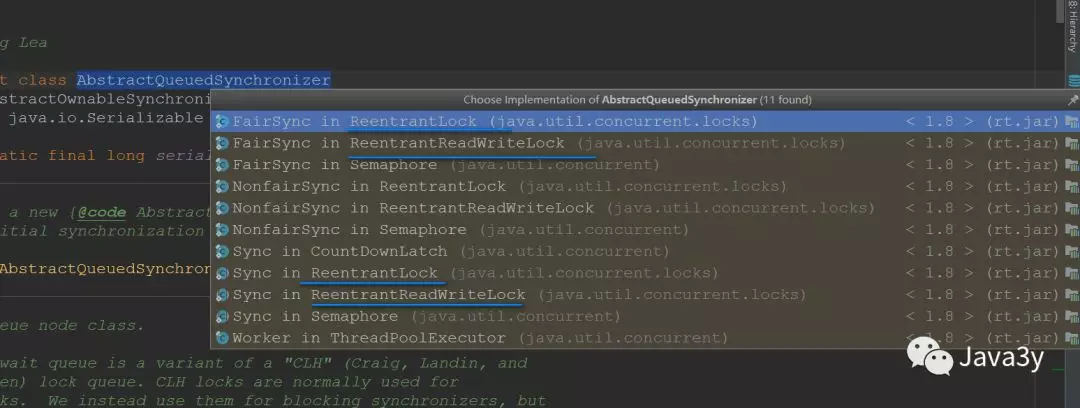 g Lea
t class AbstractQueuedSynchronizer
stractOwnableSynchroni
java.io.Serializable
atic final long serial
a new {@code Abstract
itial synchronization
AbstractQueuedSynchron
eue node class.
wait queue is a variant of a "CLH" (Craig, Landin, and
en) lock queue. CLH locks are normally used for
ks. We instead use them for blocking synchronizers, but
Choose Implementation of AbstractQueuedSynchronizer (11 found)
FairSync in ReentrantLock (java.util.concurrent.locks) < 1.8 > (rt.jar)
FairSync in ReentrantReadWriteLock (java.util.concurrent.locks) < 1.8 > (rt.jar)
FairSync in Semaphore (java.util.concurrent) < 1.8 > (rt.jar)
NonfairSync in ReentrantLock (java.util.concurrent.locks) < 1.8 > (rt.jar)
NonfairSync in ReentrantReadWriteLock (java.util.concurrent.locks) < 1.8 > (rt.jar)
NonfairSync in Semaphore (java.util.concurrent) < 1.8 > (rt.jar)
Sync in CountDownLatch (java.util.concurrent) < 1.8 > (rt.jar)
Sync in ReentrantLock (java.util.concurrent.locks) < 1.8 > (rt.jar)
Sync in ReentrantReadWriteLock (java.util.concurrent.locks) < 1.8 > (rt.jar)
Sync in Semaphore (java.util.concurrent) < 1.8 > (rt.jar)
Worker in ThreadPoolExecutor (java.util.concurrent) < 1.8 > (rt.jar)
8: Hierarchy
Java3y